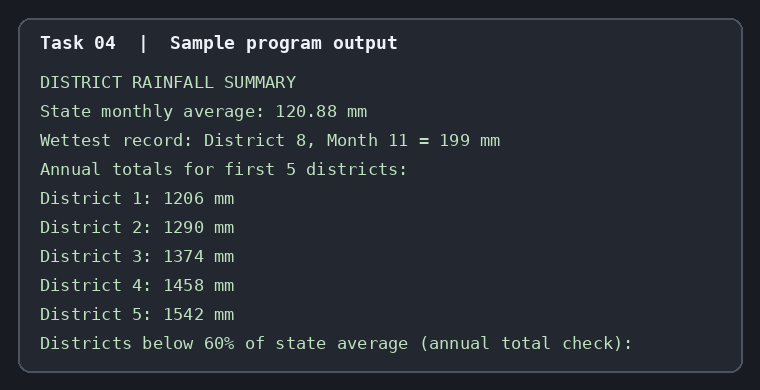 Task 04  |  Sample program output
DISTRICT RAINFALL SUMMARY
State monthly average: 120.88 mm
Wettest record: District 8, Month 11 = 199 mm
Annual totals for first 5 districts:
District 1: 1206 mm
District 2: 1290 mm
District 3: 1374 mm
District 4: 1458 mm
District 5: 1542 mm
Districts below 60% of state average (annual total check):